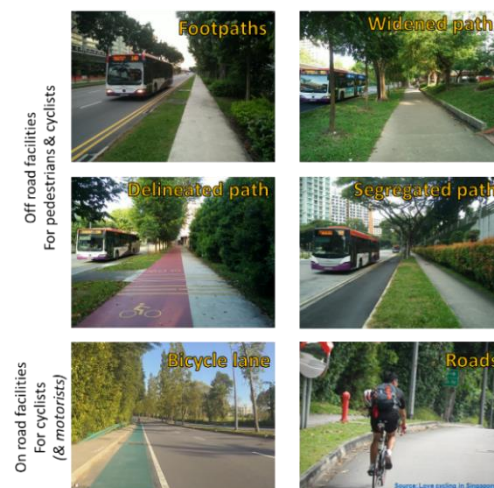 Off road facilities
For pedestrians & cyclists
Footpaths
Widened path
Delineated path
Segregated path
On road facilities
For cyclists
(& motorists)
Bicycle lane
Roads
Source: Love cycling in Singapore